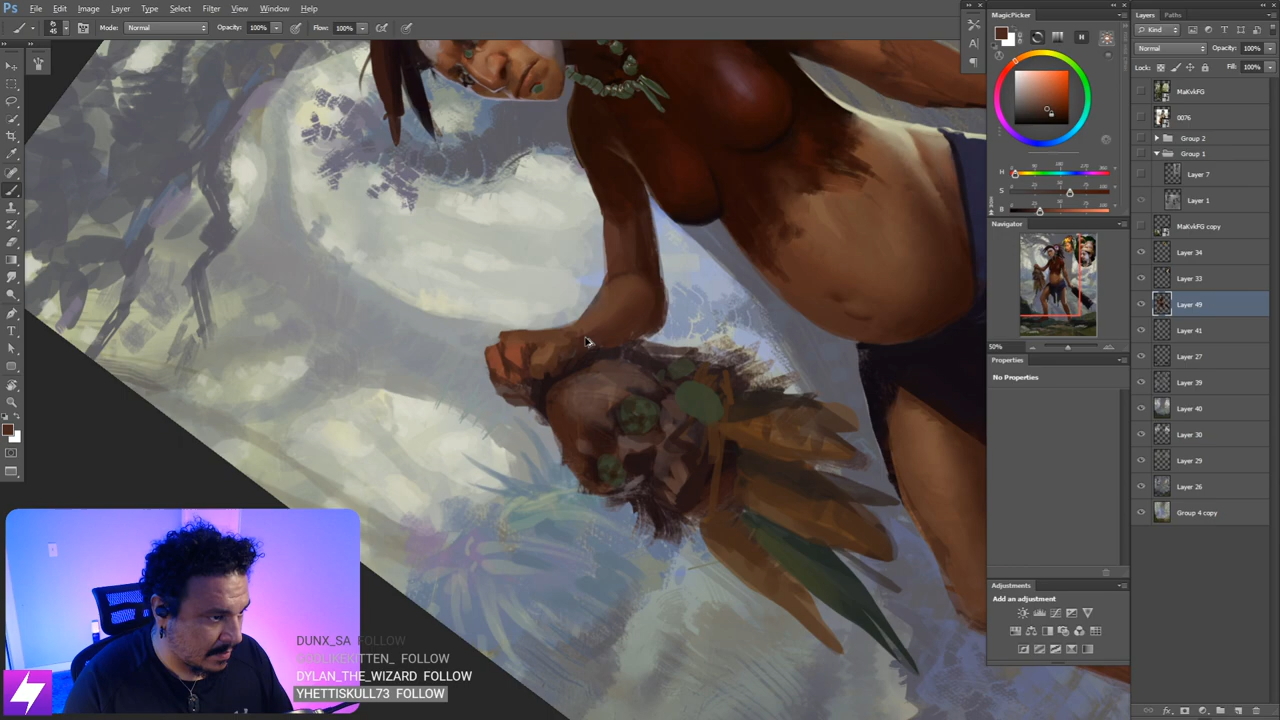 Ps File Edit Image Layer Type Select Filter View Window Help
45 Mode: Normal Opacity: 100% Flow: 100%
MagicPicker
H
H
S
B
Navigator
50%
Properties
No Properties
Adjustments
Add an adjustment
Layers Paths
Kind
Normal Opacity: 100%
Lock: Fill: 100%
MaKvkFG
0076
Group 2
Group 1
Layer 7
Layer 1
MaKvkFG copy
Layer 34
Layer 33
Layer 49
Layer 41
Layer 27
Layer 39
Layer 40
Layer 30
Layer 29
Layer 26
Group 4 copy
DUNX_SA FOLLOW
FOLLOW
DYLAN_THE_WIZARD FOLLOW
YHETTISKULL73 FOLLOW